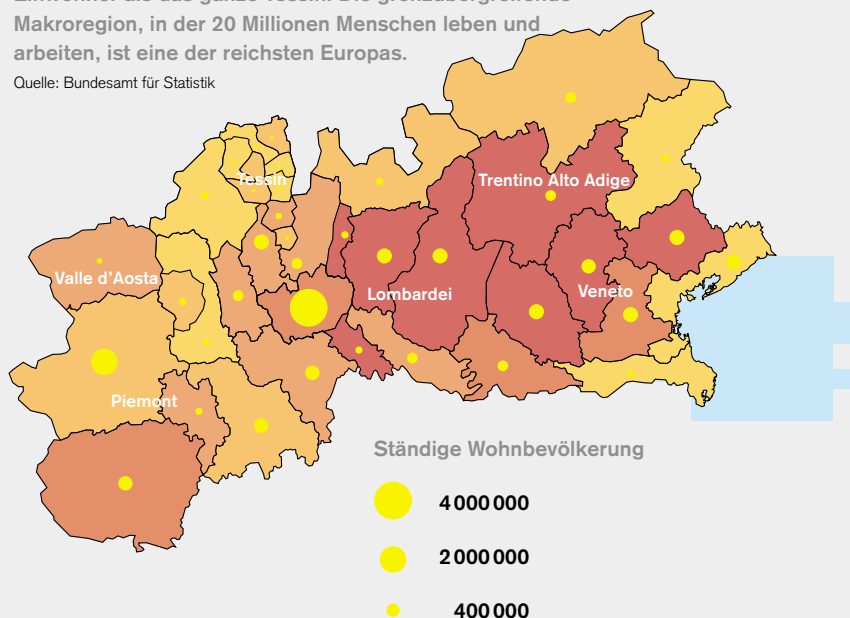 Makroregion, in der 20 Millionen Menschen leben und
arbeiten, ist eine der reichsten Europas.
Quelle: Bundesamt für Statistik
Tessin
Trentino Alto Adige
Valle d'Aosta
Lombardei
Veneto
Piemont
Ständige Wohnbevölkerung
4 000 000
2 000 000
400 000